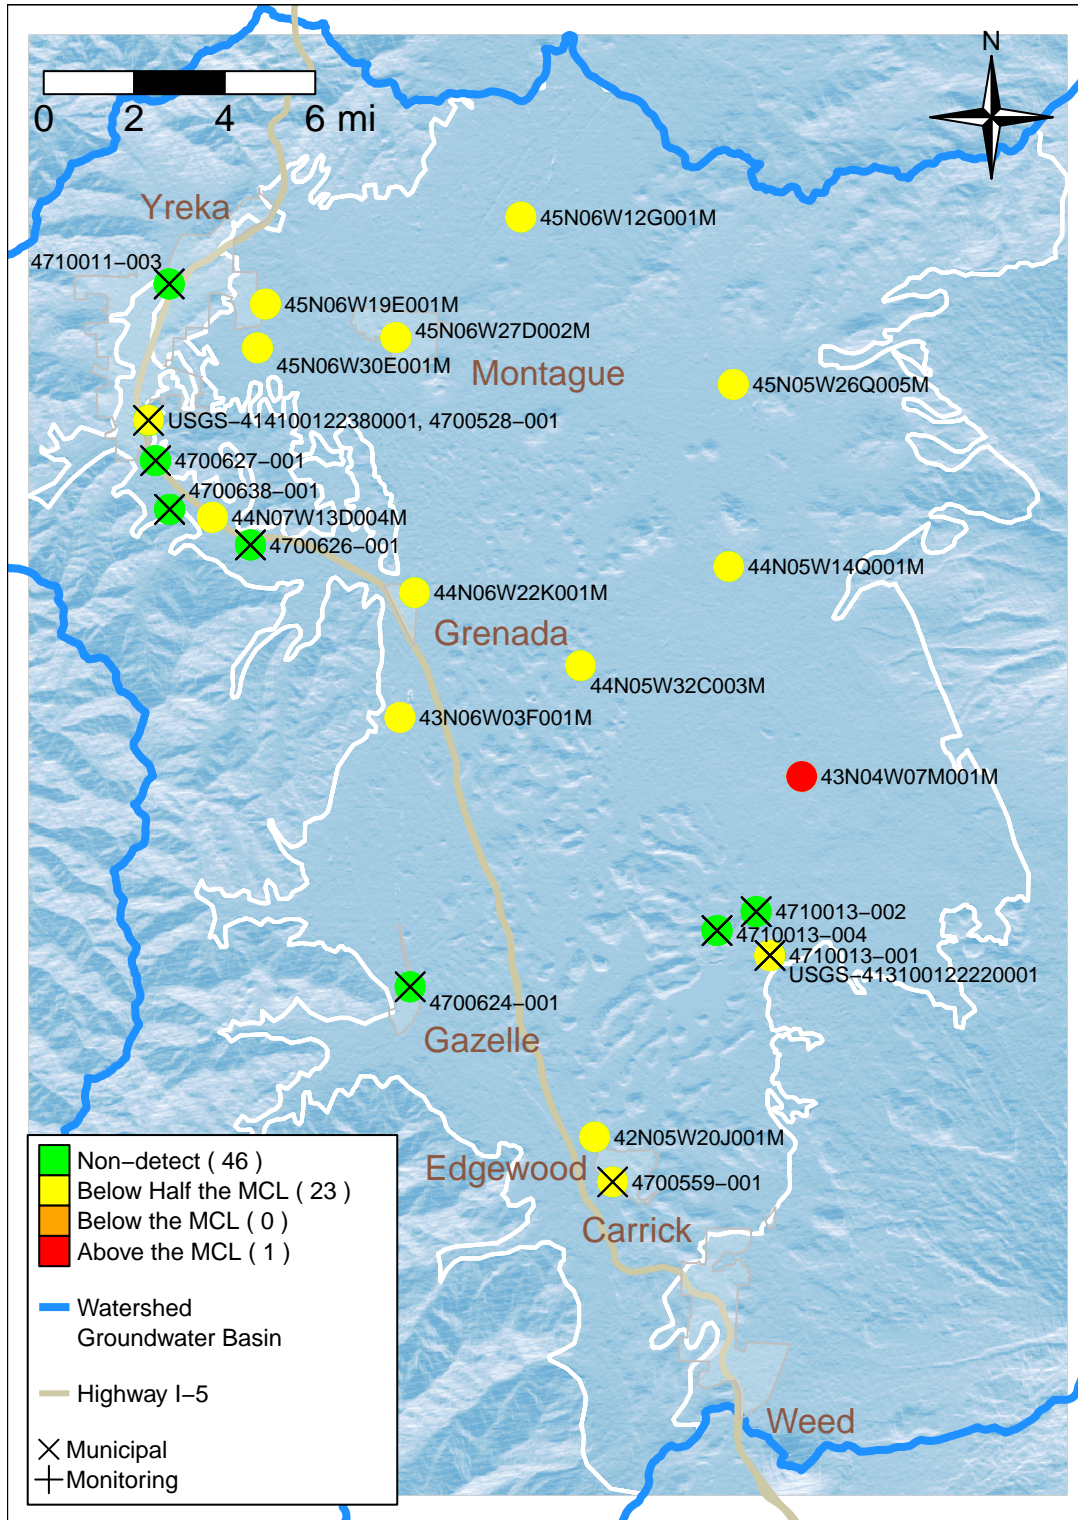 N
0 2 4 6 mi
Yreka
45N06W12G001M
4710011−003
45N06W19E001M
45N06W27D002M
45N06W30E001M
Montague
45N05W26Q005M
USGS−414100122380001, 4700528−001
4700627−001
4700638−001
44N07W13D004M
4700626−001
44N05W14Q001M
44N06W22K001M
Grenada
44N05W32C003M
43N06W03F001M
43N04W07M001M
4710013−002
4710013−004
4710013−001
USGS−413100122220001
4700624−001
Gazelle
42N05W20J001M
Edgewood
4700559−001
Carrick
Weed
Non−detect ( 46 )
Below Half the MCL ( 23 )
Below the MCL ( 0 )
Above the MCL ( 1 )
Watershed
Groundwater Basin
Highway I−5
Municipal
Monitoring